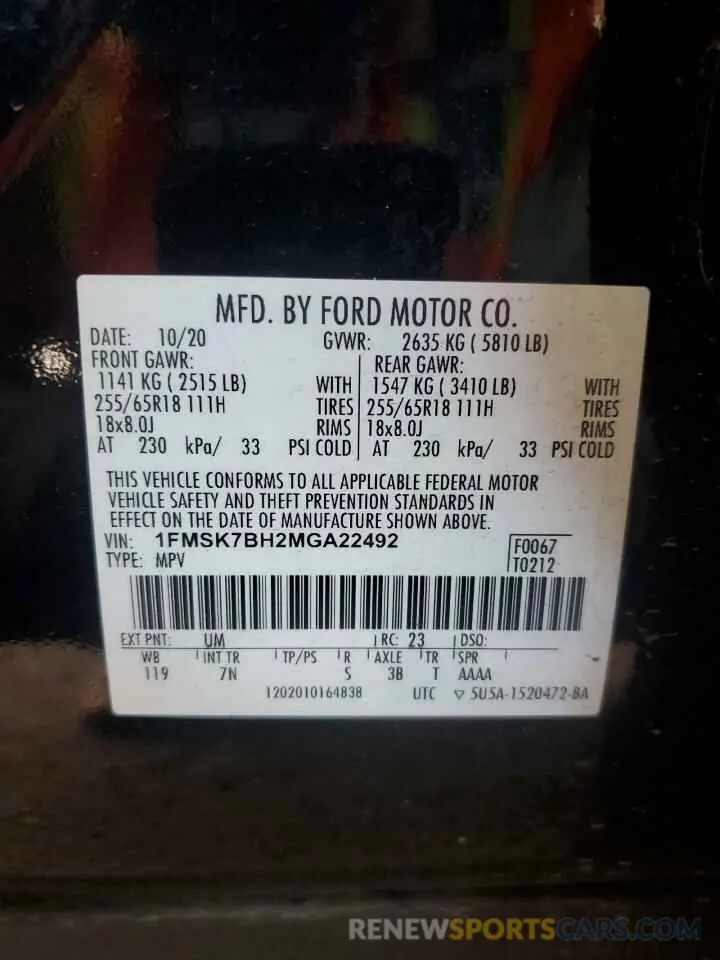 MFD. BY FORD MOTOR CO.
DATE: 10/20 GVWR: 2635 KG ( 5810 LB)
FRONT GAWR: REAR GAWR:
1141 KG ( 2515 LB) WITH 1547 KG ( 3410 LB) WITH
255/65R18 111H TIRES 255/65R18 111H TIRES
18x8.0J RIMS 18x8.0J RIMS
AT 230 kPa/ 33 PSI COLD AT 230 kPa/ 33 PSI COLD
THIS VEHICLE CONFORMS TO ALL APPLICABLE FEDERAL MOTOR
VEHICLE SAFETY AND THEFT PREVENTION STANDARDS IN
EFFECT ON THE DATE OF MANUFACTURE SHOWN ABOVE.
VIN: 1FMSK7BH2MGA22492 F0067
TYPE: MPV T0212
EXT PNT: UM RC: 23 DSO:
WB INT TR TP/PS R AXLE TR SPR
119 7N S 3B T AAAA
1202010164838 UTC ▽ 5U5A-1520472-BA
RENEWSPORTSCARS.COM